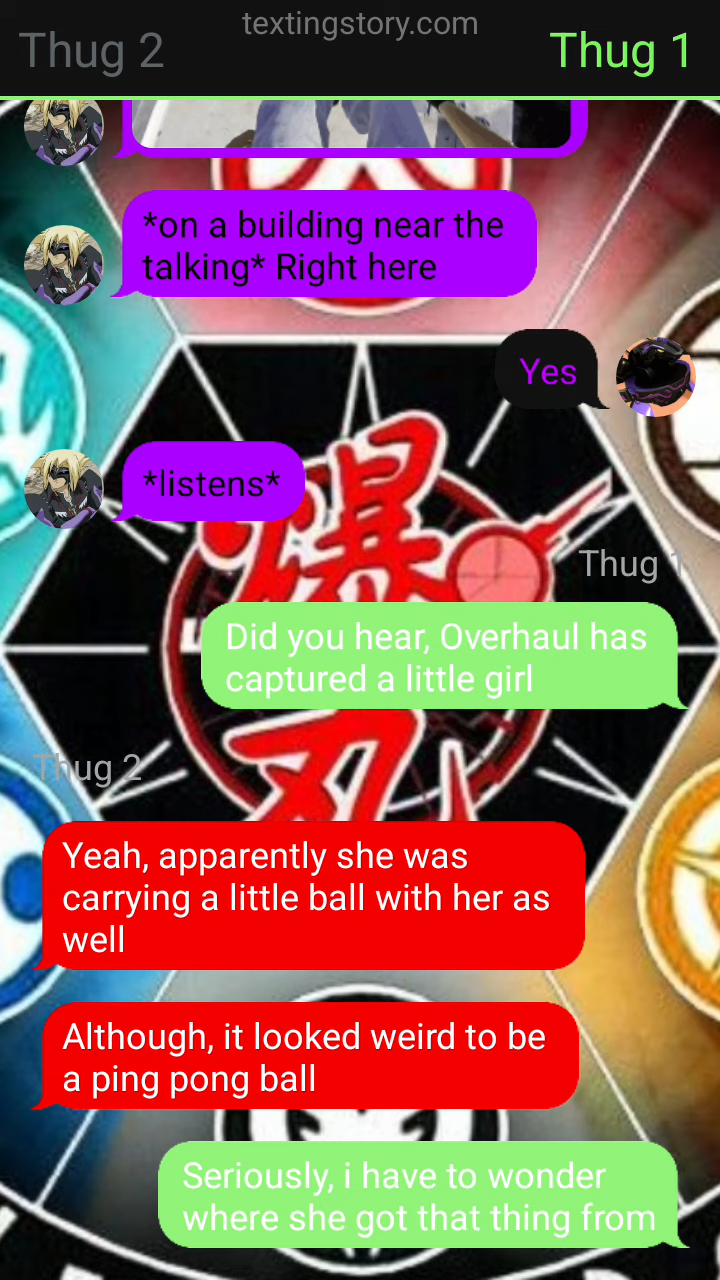 textingstory.com
Thug 2
Thug 1
*on a building near the
talking* Right here
Yes
*listens*
Thug 1
爆
忍
Did you hear, Overhaul has
captured a little girl
Thug 2
Yeah, apparently she was
carrying a little ball with her as
well
Although, it looked weird to be
a ping pong ball
Seriously, i have to wonder
where she got that thing from